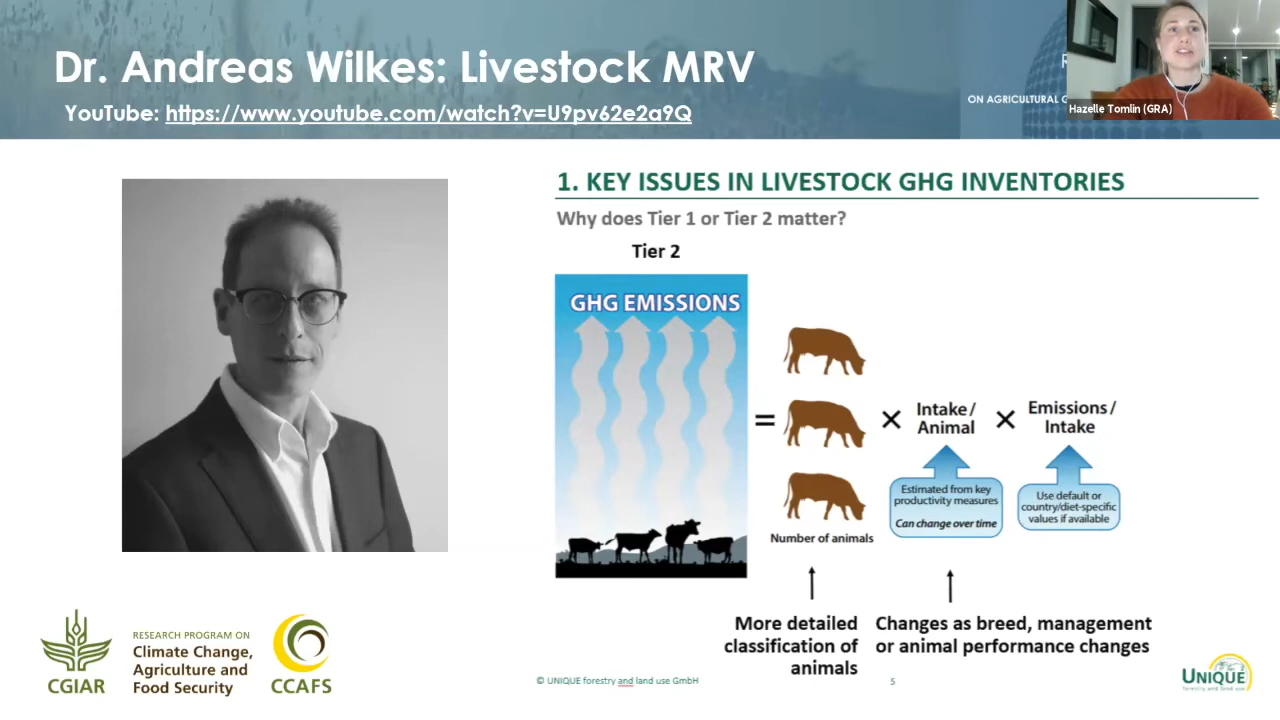 Dr. Andreas Wilkes: Livestock MRV
YouTube: https://www.youtube.com/watch?v=U9pv62e2a9Q
ON AGRICULTURAL
Hazelle Tomlin (GRA)
1. KEY ISSUES IN LIVESTOCK GHG INVENTORIES
Why does Tier 1 or Tier 2 matter?
Tier 2
GHG EMISSIONS
=
Number of animals
×
Intake/
Animal
×
Emissions/
Intake
Estimated from key
productivity measures
Can change over time
Use default or
country/diet-specific
values if available
More detailed
classification of
animals
Changes as breed, management
or animal performance changes
CGIAR
RESEARCH PROGRAM ON
Climate Change,
Agriculture and
Food Security
CCAFS
© UNIQUE forestry and land use GmbH
5
UNIQUE
forestry and land use